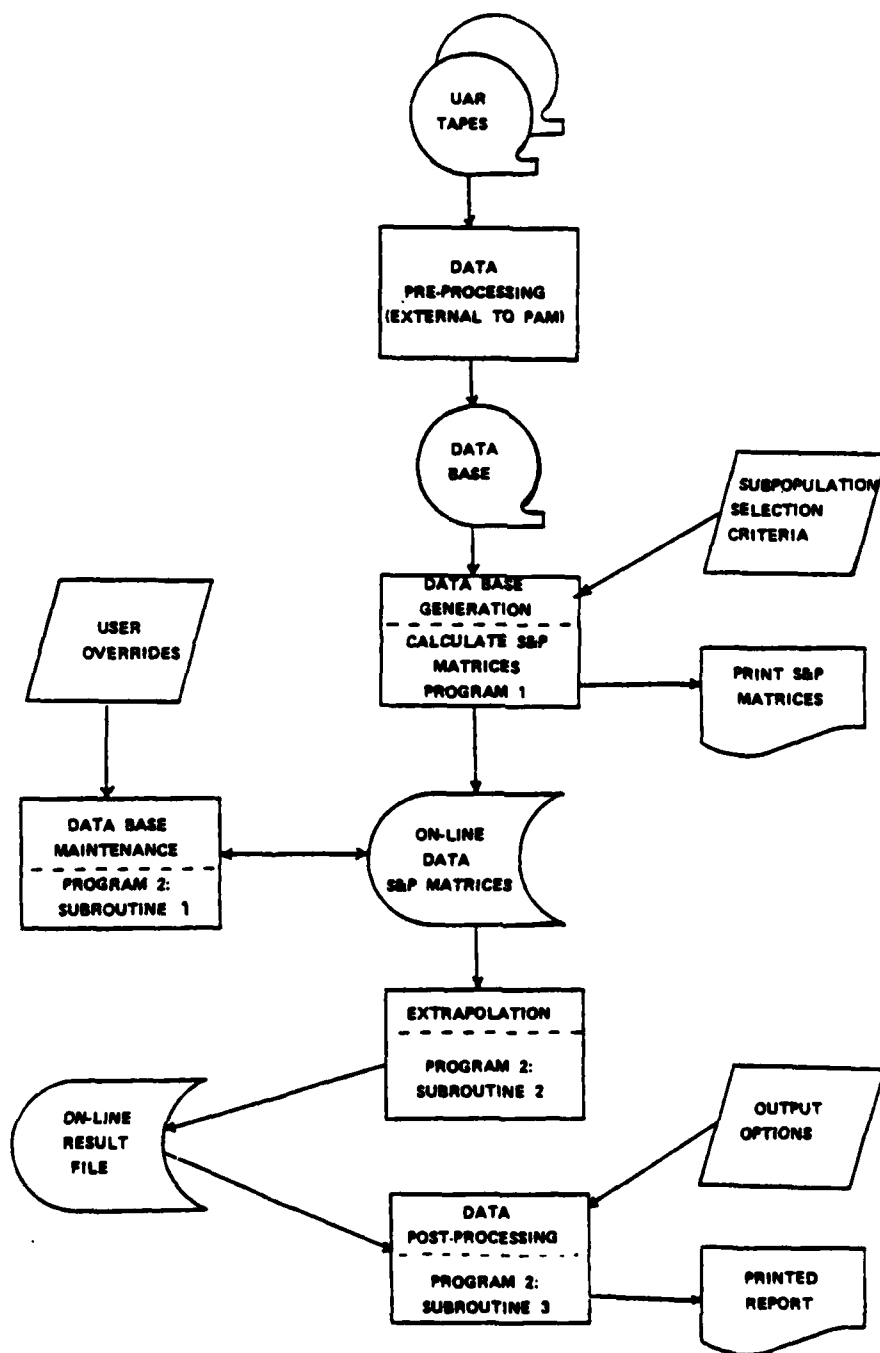 UAR
TAPES
DATA
PRE-PROCESSING
(EXTERNAL TO PAM)
DATA
BASE
SUBPOPULATION
SELECTION
CRITERIA
DATA BASE
GENERATION
CALCULATE S&P
MATRICES
PROGRAM 1
USER
OVERRIDES
PRINT S&P
MATRICES
DATA BASE
MAINTENANCE
PROGRAM 2:
SUBROUTINE 1
ON-LINE
DATA
S&P MATRICES
EXTRAPOLATION
PROGRAM 2:
SUBROUTINE 2
ON-LINE
RESULT
FILE
OUTPUT
OPTIONS
DATA
POST-PROCESSING
PROGRAM 2:
SUBROUTINE 3
PRINTED
REPORT